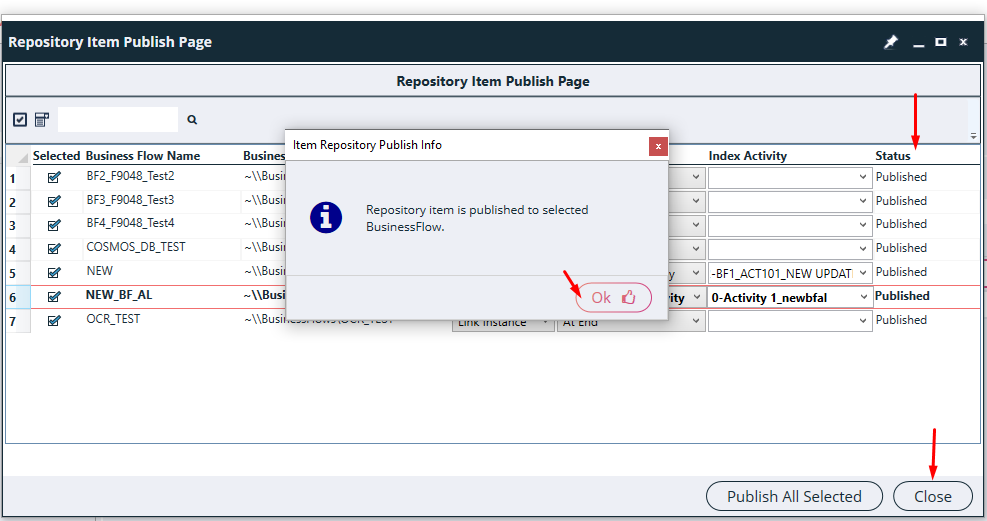 Repository Item Publish Page
Repository Item Publish Page
Selected Business Flow Name Busines Index Activity Status
1 BF2_F9048_Test2 ~\\Busi Published
2 BF3_F9048_Test3 ~\\Busi Published
3 BF4_F9048_Test4 ~\\Busi Published
4 COSMOS_DB_TEST ~\\Busi Published
5 NEW ~\\Busi y -BF1_ACT101_NEW UPDAT Published
6 NEW_BF_AL ~\\Busi ivity 0-Activity 1_newbfal Published
7 OCR_TEST ~\\BusinessFlows\OCR_TEST Link Instance At End Published
Item Repository Publish Info
x
Repository item is published to selected
BusinessFlow.
Ok
Publish All Selected Close